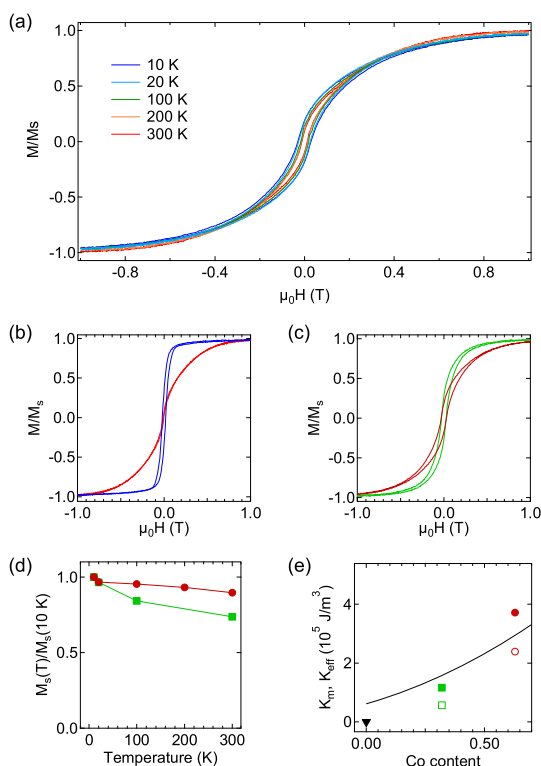 (a)
1.0
0.5
0.0
-0.5
-1.0
M/Ms
10 K
20 K
100 K
200 K
300 K
-0.8 -0.4 0.0 0.4 0.8
μ₀H (T)
(b)
1.0
0.5
0.0
-0.5
-1.0
M/Mₛ
-1.0 0.0 1.0
μ₀H (T)
(c)
1.0
0.5
0.0
-0.5
-1.0
M/Mₛ
-1.0 0.0 1.0
μ₀H (T)
(d)
1.0
0.5
0.0
Mₛ(T)/Mₛ(10 K)
0 100 200 300
Temperature (K)
(e)
4
2
0
Kₘ, K_eff (10⁵ J/m³)
0.00 0.50
Co content